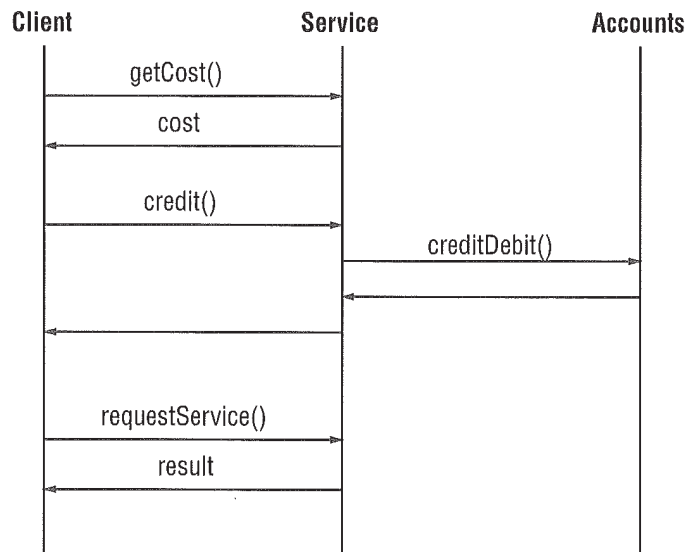 Client Service Accounts
getCost()
cost
credit()
creditDebit()
requestService()
result